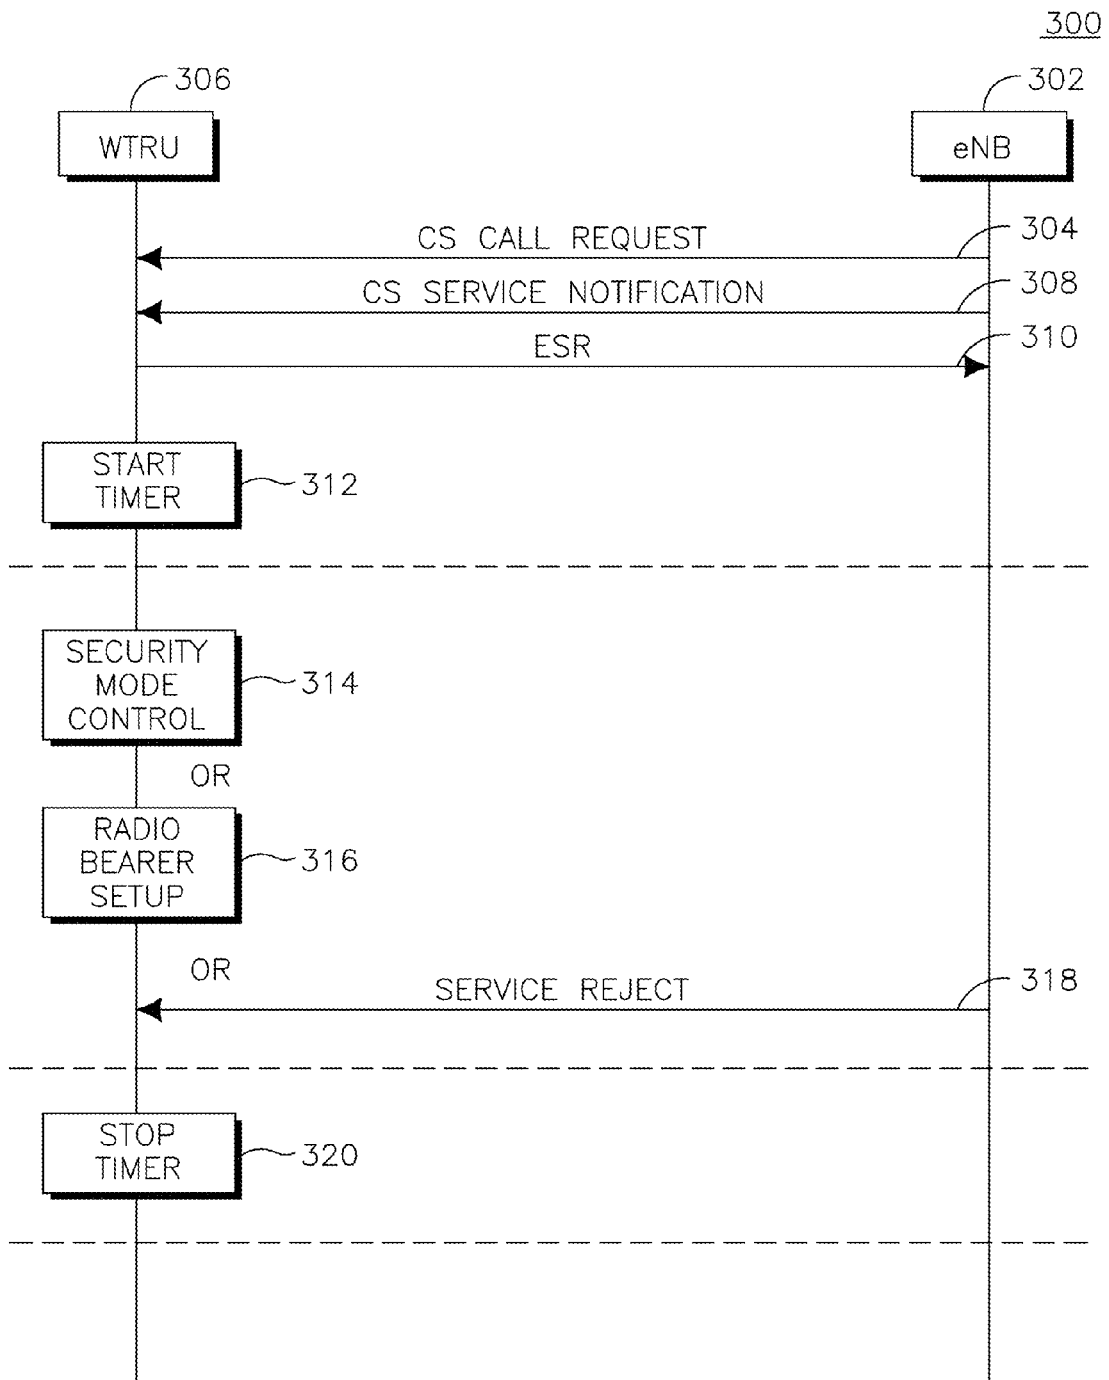 300
306
302
WTRU
eNB
CS CALL REQUEST
304
CS SERVICE NOTIFICATION
308
ESR
310
START
TIMER
312
SECURITY
MODE
CONTROL
314
OR
RADIO
BEARER
SETUP
316
OR
SERVICE REJECT
318
STOP
TIMER
320